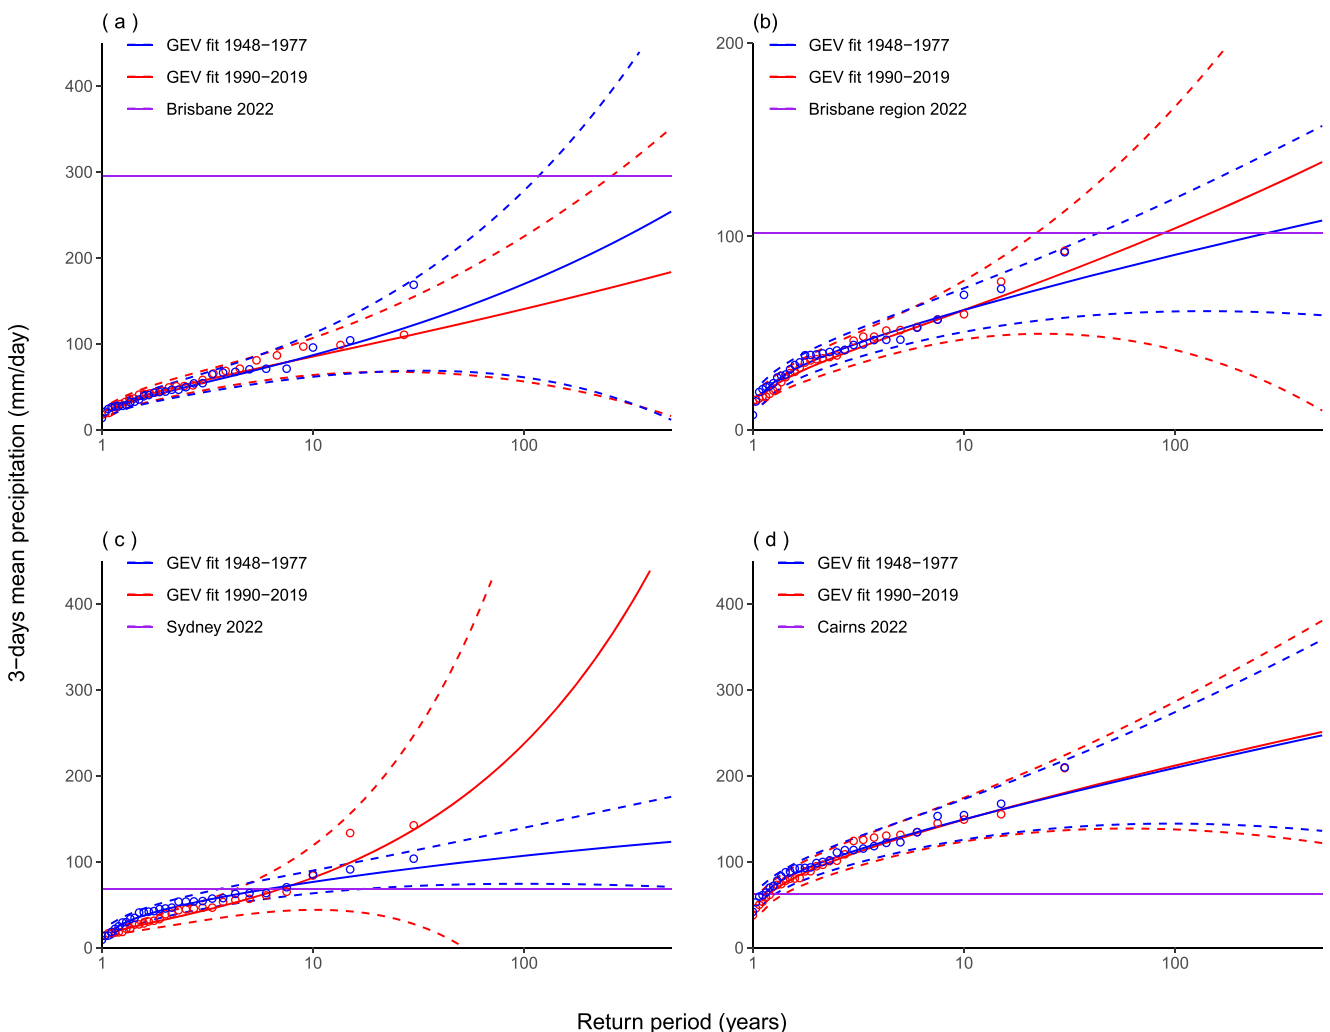 ( a )
GEV fit 1948−1977
GEV fit 1990−2019
Brisbane 2022
400
300
200
100
0
1
10
100
(b)
GEV fit 1948−1977
GEV fit 1990−2019
Brisbane region 2022
200
100
0
1
10
100
3−days mean precipitation (mm/day)
( c )
GEV fit 1948−1977
GEV fit 1990−2019
Sydney 2022
400
300
200
100
0
1
10
100
( d )
GEV fit 1948−1977
GEV fit 1990−2019
Cairns 2022
400
300
200
100
0
1
10
100
Return period (years)